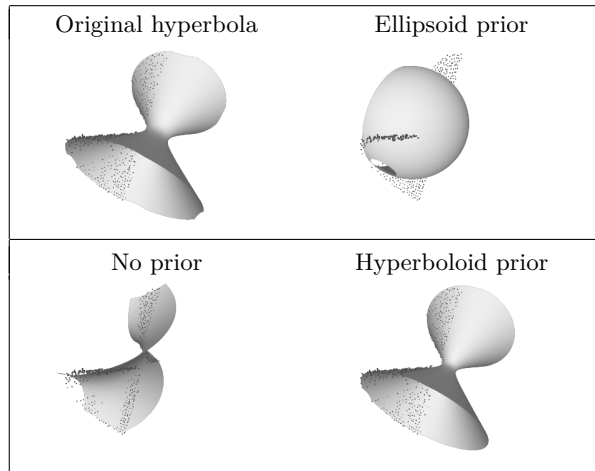 Original hyperbola
Ellipsoid prior
No prior
Hyperboloid prior